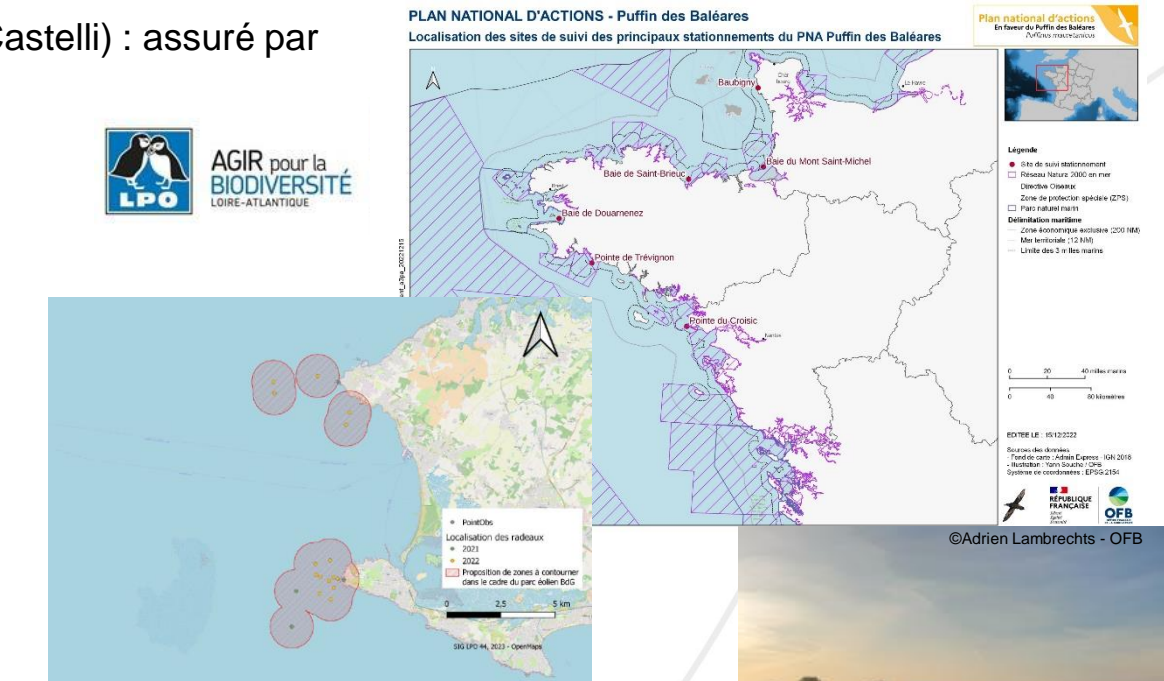 Castelli) : assuré par
LPO
AGIR pour la
BIODIVERSITÉ
LOIRE-ATLANTIQUE
PLAN NATIONAL D'ACTIONS - Puffin des Baléares
Localisation des sites de suivi des principaux stationnements du PNA Puffin des Baléares
Plan national d'actions
En faveur du Puffin des Baléares
Puffinus mauretanicus
Baubigny
Le Havre
Baie du Mont Saint-Michel
Baie de Saint-Brieuc
Baie de Douarnenez
Pointe de Trévignon
Pointe du Croisic
Nantes
Légende
Site de suivi stationnement
Réseau Natura 2000 en mer
Directive Oiseaux
Zone de protection spéciale (ZPS)
Parc naturel marin
Délimitation maritime
Zone économique exclusive (200 NM)
Mer territoriale (12 NM)
Limite des 3 milles marins
0 20 40 milles marins
0 40 80 kilomètres
EDITEE LE : 15/12/2022
Sources des données
- Fond de carte : Admin Express - IGN 2018
- Illustration : Yann Souche / OFB
Système de coordonnées : EPSG 2154
RÉPUBLIQUE
FRANÇAISE
OFB
PointObs
Localisation des radeaux
2021
2022
Proposition de zones à contourner
dans le cadre du parc éolien BdG
0 2,5 5 km
SIG LPO 44, 2023 - OpenMaps
©Adrien Lambrechts - OFB